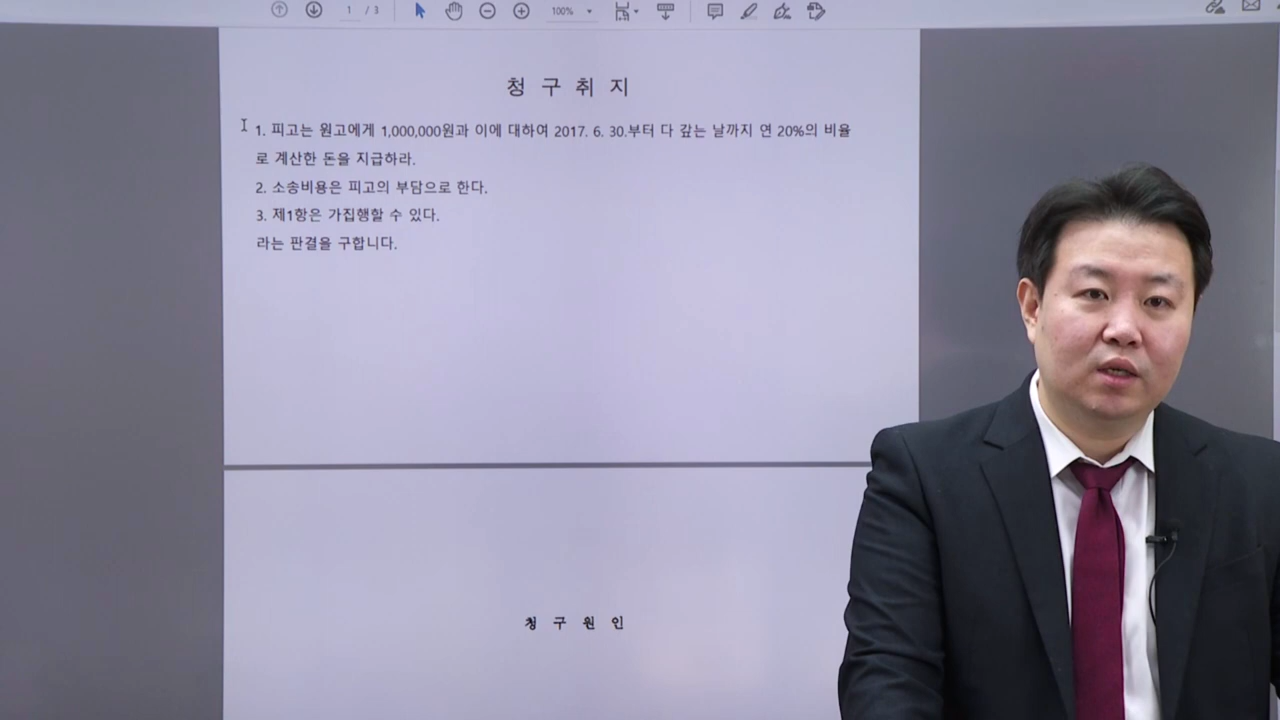 1 / 3
100%
청 구 취 지
1. 피고는 원고에게 1,000,000원과 이에 대하여 2017. 6. 30.부터 다 갚는 날까지 연 20%의 비율
로 계산한 돈을 지급하라.
2. 소송비용은 피고의 부담으로 한다.
3. 제1항은 가집행할 수 있다.
라는 판결을 구합니다.
청 구 원 인